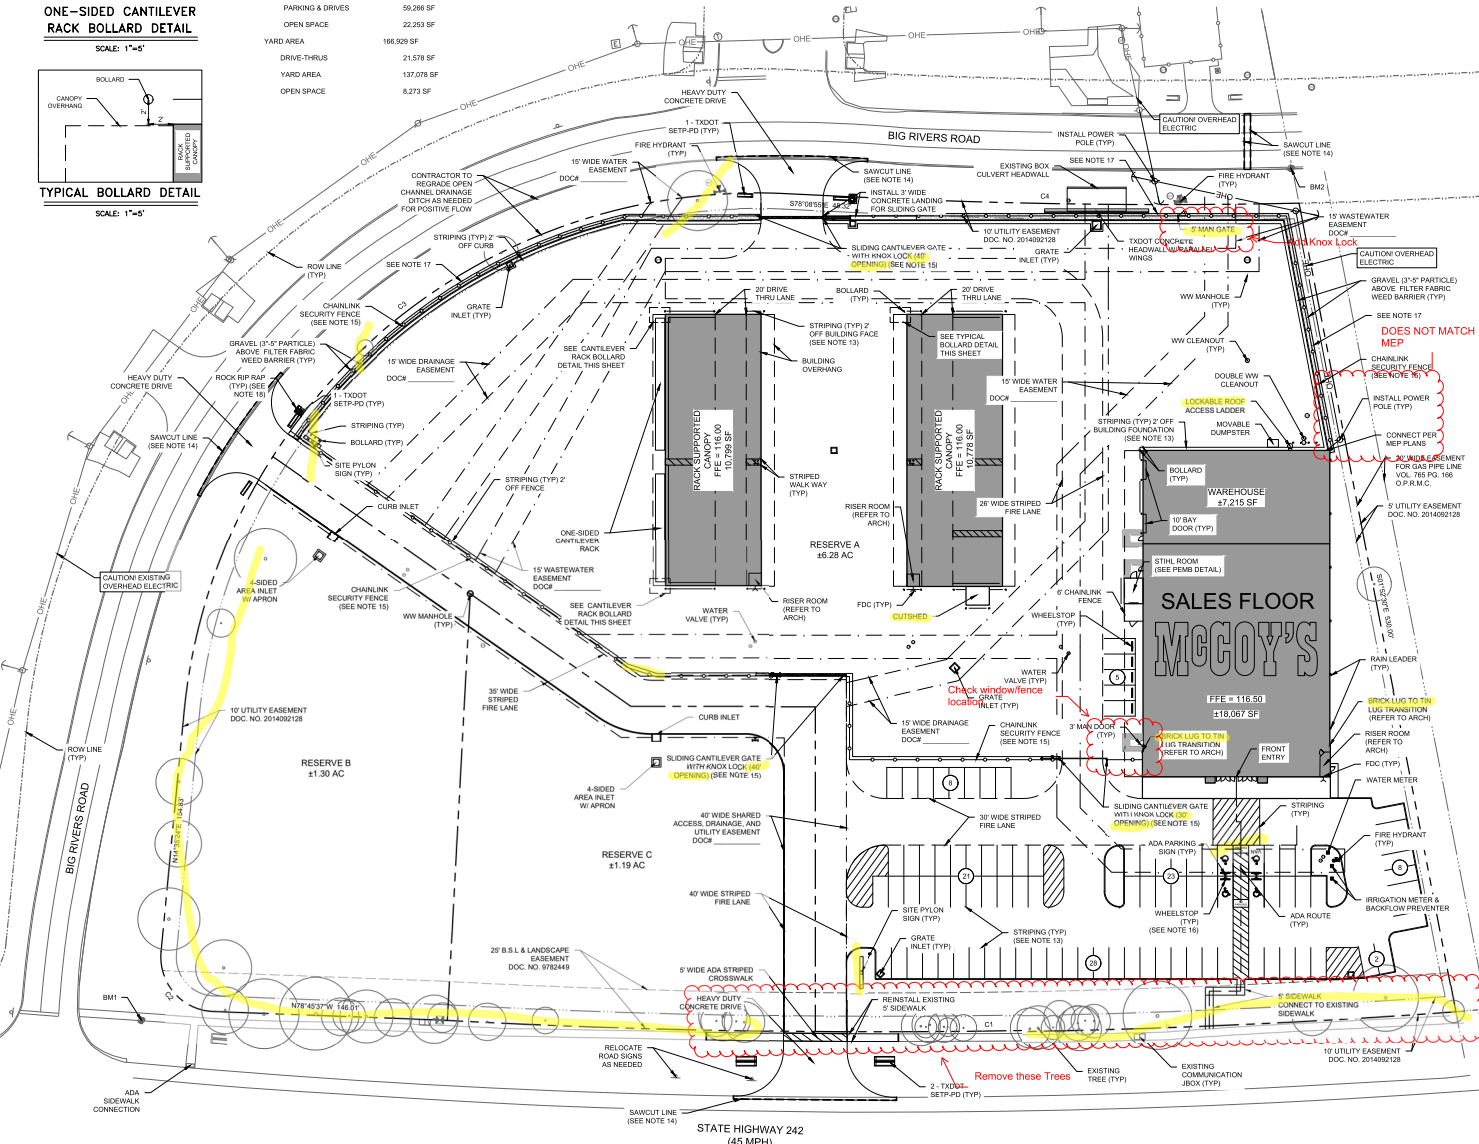 ONE-SIDED CANTILEVER
RACK BOLLARD DETAIL
SCALE: 1"=5'
BOLLARD
CANOPY
OVERHANG
2'
2'
RACK
SUPPORTED
CANOPY
TYPICAL BOLLARD DETAIL
SCALE: 1"=5'
PARKING & DRIVES 59,266 SF
OPEN SPACE 22,253 SF
YARD AREA 166,929 SF
DRIVE-THRUS 21,578 SF
YARD AREA 137,078 SF
OPEN SPACE 8,273 SF
HEAVY DUTY
CONCRETE DRIVE
1 - TXDOT
SETP-PD (TYP)
FIRE HYDRANT
(TYP)
15' WIDE WATER
EASEMENT
DOC# ________
CONTRACTOR TO
REGRADE OPEN
CHANNEL DRAINAGE
DITCH AS NEEDED
FOR POSITIVE FLOW
STRIPING (TYP) 2'
OFF CURB
SEE NOTE 17
ROW LINE
(TYP)
CHAINLINK
SECURITY FENCE
(SEE NOTE 15)
GRATE
INLET (TYP)
GRAVEL (3"-5" PARTICLE)
ABOVE FILTER FABRIC
WEED BARRIER (TYP)
15' WIDE DRAINAGE
EASEMENT
DOC# ________
HEAVY DUTY
CONCRETE DRIVE
ROCK RIP RAP
(TYP) (SEE
NOTE 18)
1 - TXDOT
SETP-PD (TYP)
STRIPING (TYP)
BOLLARD (TYP)
SAWCUT LINE
(SEE NOTE 14)
SITE PYLON
SIGN (TYP)
STRIPING (TYP) 2'
OFF FENCE
CURB INLET
BIG RIVERS ROAD
SAWCUT LINE
(SEE NOTE 14)
INSTALL 3' WIDE
CONCRETE LANDING
FOR SLIDING GATE
INSTALL POWER
POLE (TYP)
SEE NOTE 17
EXISTING BOX
CULVERT HEADWALL
CAUTION! OVERHEAD
ELECTRIC
SAWCUT LINE
(SEE NOTE 14)
FIRE HYDRANT
(TYP)
BM2
C4
5' MAN GATE
Add Knox Lock
15' WASTEWATER
EASEMENT
DOC# ________
CAUTION! OVERHEAD
ELECTRIC
10' UTILITY EASEMENT
DOC. NO. 2014092128
SLIDING CANTILEVER GATE
WITH KNOX LOCK (40'
OPENING) (SEE NOTE 15)
GRATE
INLET (TYP)
TXDOT CONCRETE
HEADWALL W/ PARALLEL
WINGS
GRAVEL (3"-5" PARTICLE)
ABOVE FILTER FABRIC
WEED BARRIER (TYP)
SEE NOTE 17
DOES NOT MATCH
MEP
WW MANHOLE
(TYP)
WW CLEANOUT
(TYP)
CHAINLINK
SECURITY FENCE
(SEE NOTE 15)
DOUBLE WW
CLEANOUT
INSTALL POWER
POLE (TYP)
LOCKABLE ROOF
ACCESS LADDER
MOVABLE
DUMPSTER
CONNECT PER
MEP PLANS
20' DRIVE
THRU LANE
BOLLARD
(TYP)
20' DRIVE
THRU LANE
STRIPING (TYP) 2'
OFF BUILDING FACE
(SEE NOTE 13)
SEE TYPICAL
BOLLARD DETAIL
THIS SHEET
SEE CANTILEVER
RACK BOLLARD
DETAIL THIS SHEET
BUILDING
OVERHANG
15' WIDE WATER
EASEMENT
DOC# ________
STRIPING (TYP) 2' OFF
BUILDING FOUNDATION
(SEE NOTE 13)
RACK SUPPORTED
CANOPY
FFE = 116.00
10,799 SF
RACK SUPPORTED
CANOPY
FFE = 116.00
10,778 SF
STRIPED
WALK WAY
(TYP)
RISER ROOM
(REFER TO
ARCH)
26' WIDE STRIPED
FIRE LANE
BOLLARD
(TYP)
WAREHOUSE
±7,215 SF
10' BAY
DOOR (TYP)
20' WIDE EASEMENT
FOR GAS PIPE LINE
VOL. 765 PG. 166
O.P.R.M.C.
5' UTILITY EASEMENT
DOC. NO. 2014092128
ONE-SIDED
CANTILEVER
RACK
RESERVE A
±6.28 AC
STIHL ROOM
(SEE PEMB DETAIL)
15' WASTEWATER
EASEMENT
DOC# ________
SEE CANTILEVER
RACK BOLLARD
DETAIL THIS SHEET
WATER
VALVE (TYP)
RISER ROOM
(REFER TO
ARCH)
FDC (TYP)
CUTSHED
6' CHAINLINK
FENCE
WHEELSTOP
(TYP)
SALES FLOOR
McCOY'S
FFE = 116.50
±18,067 SF
S01°52'30"E 530.00'
CAUTION! EXISTING
OVERHEAD ELECTRIC
4-SIDED
AREA INLET
W/ APRON
CHAINLINK
SECURITY FENCE
(SEE NOTE 15)
WW MANHOLE
(TYP)
5
WATER
VALVE (TYP)
Check window/fence
location
GRATE
INLET (TYP)
RAIN LEADER
(TYP)
BRICK LUG TO TIN
LUG TRANSITION
(REFER TO ARCH)
35' WIDE
STRIPED
FIRE LANE
CURB INLET
15' WIDE DRAINAGE
EASEMENT
DOC# ________
CHAINLINK
SECURITY FENCE
(SEE NOTE 15)
3' MAN DOOR
(TYP)
BRICK LUG TO TIN
LUG TRANSITION
(REFER TO ARCH)
FRONT
ENTRY
RISER ROOM
(REFER TO
ARCH)
FDC (TYP)
WATER METER
10' UTILITY EASEMENT
DOC. NO. 2014092128
ROW LINE
(TYP)
RESERVE B
±1.30 AC
SLIDING CANTILEVER GATE
WITH KNOX LOCK (40'
OPENING) (SEE NOTE 15)
4-SIDED
AREA INLET
W/ APRON
8
SLIDING CANTILEVER GATE
WITH KNOX LOCK (30'
OPENING) (SEE NOTE 15)
STRIPING
(TYP)
BIG RIVERS ROAD
N14°35'24"E 154.83'
40' WIDE SHARED
ACCESS, DRAINAGE, AND
UTILITY EASEMENT
DOC# ________
30' WIDE STRIPED
FIRE LANE
ADA PARKING
SIGN (TYP)
FIRE HYDRANT
(TYP)
RESERVE C
±1.19 AC
21
23
8
40' WIDE STRIPED
FIRE LANE
SITE PYLON
SIGN (TYP)
GRATE
INLET (TYP)
STRIPING (TYP)
(SEE NOTE 13)
WHEELSTOP
(TYP)
(SEE NOTE 16)
ADA ROUTE
(TYP)
IRRIGATION METER &
BACKFLOW PREVENTER
25' B.S.L & LANDSCAPE
EASEMENT
DOC. NO. 9782449
28
2
5' WIDE ADA STRIPED
CROSSWALK
BM1
C2
N78°45'37"W 146.01'
HEAVY DUTY
CONCRETE DRIVE
REINSTALL EXISTING
5' SIDEWALK
C1
5' SIDEWALK
CONNECT TO EXISTING
SIDEWALK
RELOCATE
ROAD SIGNS
AS NEEDED
Remove these Trees
EXISTING
TREE (TYP)
EXISTING
COMMUNICATION
JBOX (TYP)
10' UTILITY EASEMENT
DOC. NO. 2014092128
ADA
SIDEWALK
CONNECTION
2 - TXDOT
SETP-PD (TYP)
SAWCUT LINE
(SEE NOTE 14)
STATE HIGHWAY 242
(45 MPH)